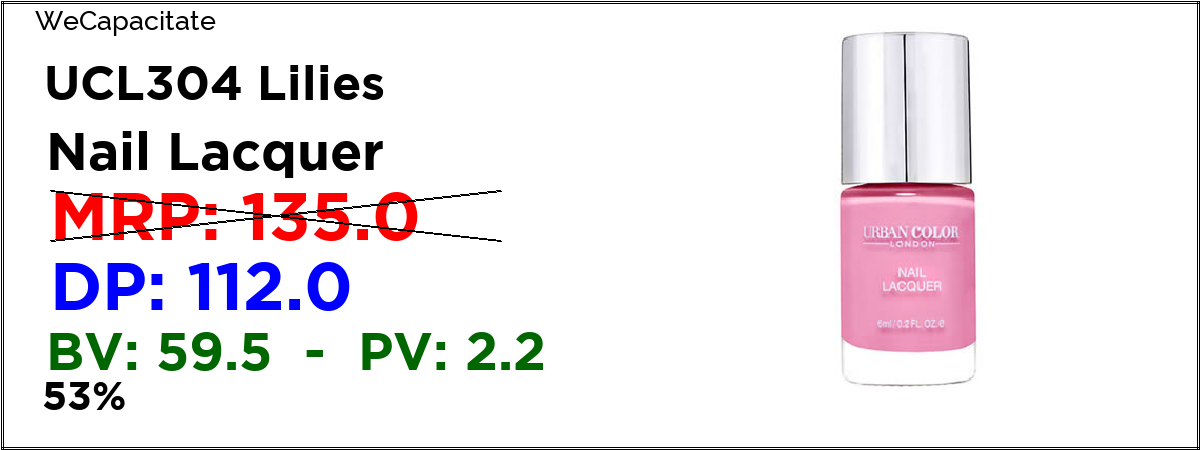 WeCapacitate
UCL304 Lilies
Nail Lacquer
MRP: 135.0
DP: 112.0
BV: 59.5 - PV: 2.2
53%
URBAN COLOR
LONDON
NAIL
LACQUER
6ml / 0.2 FL. OZ. ℮